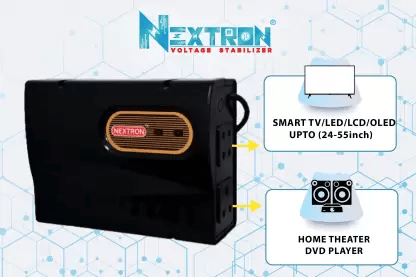 NEXTRON®
VOLTAGE STABILIZER
NEXTRON
SMART TV/LED/LCD/OLED
UPTO (24-55inch)
HOME THEATER
DVD PLAYER